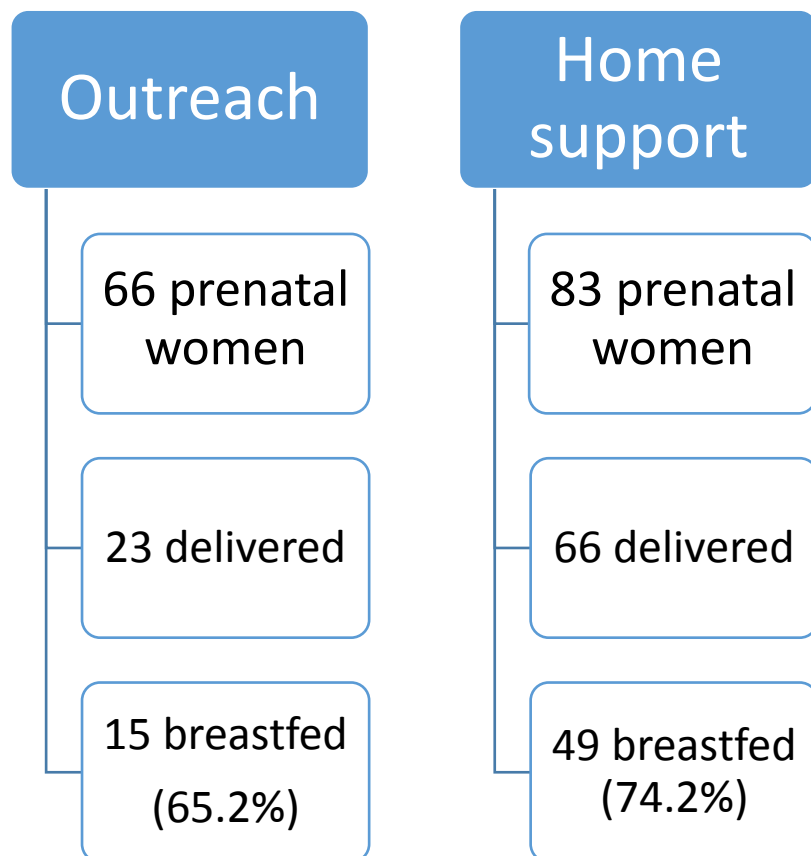 Outreach
66 prenatal
women
23 delivered
15 breastfed
(65.2%)
Home
support
83 prenatal
women
66 delivered
49 breastfed
(74.2%)